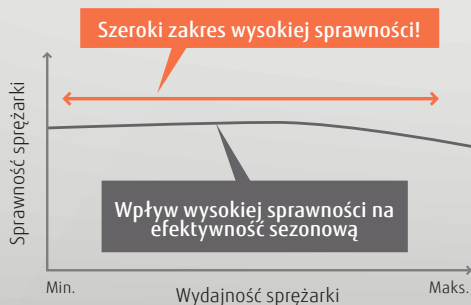 Szeroki zakres wysokiej sprawności!
Sprawność sprężarki
Wpływ wysokiej sprawności na
efektywność sezonową
Min.
Wydajność sprężarki
Maks.